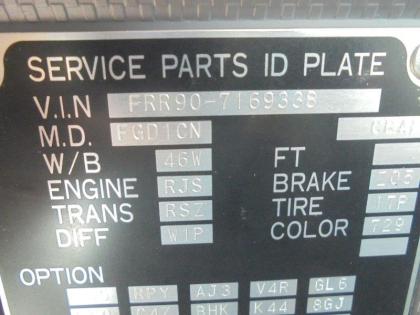 SERVICE PARTS ID PLATE
V.I.N FRR90-7169338
M.D. FGD1CN
W/B 46W FT
ENGINE RJS BRAKE
TRANS RSZ TIRE
DIFF COLOR 729
OPTION
RPY AJ3 V4R GL6
BHK K44 8GJ